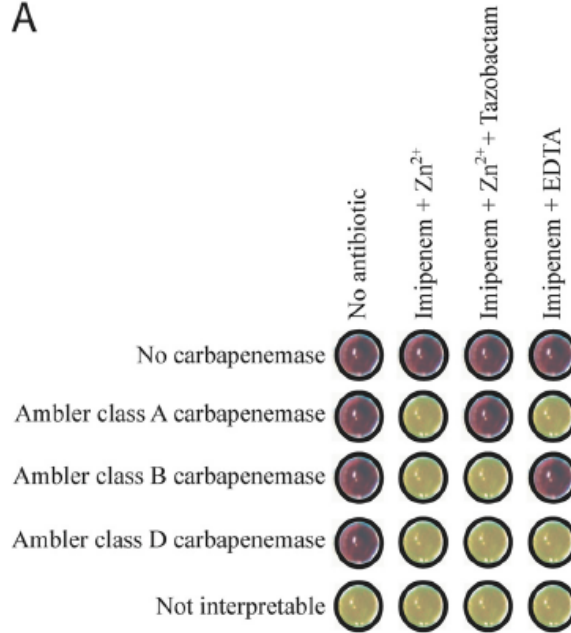 A
No antibiotic
Imipenem + Zn²⁺
Imipenem + Zn²⁺ + Tazobactam
Imipenem + EDTA
No carbapenemase
Ambler class A carbapenemase
Ambler class B carbapenemase
Ambler class D carbapenemase
Not interpretable